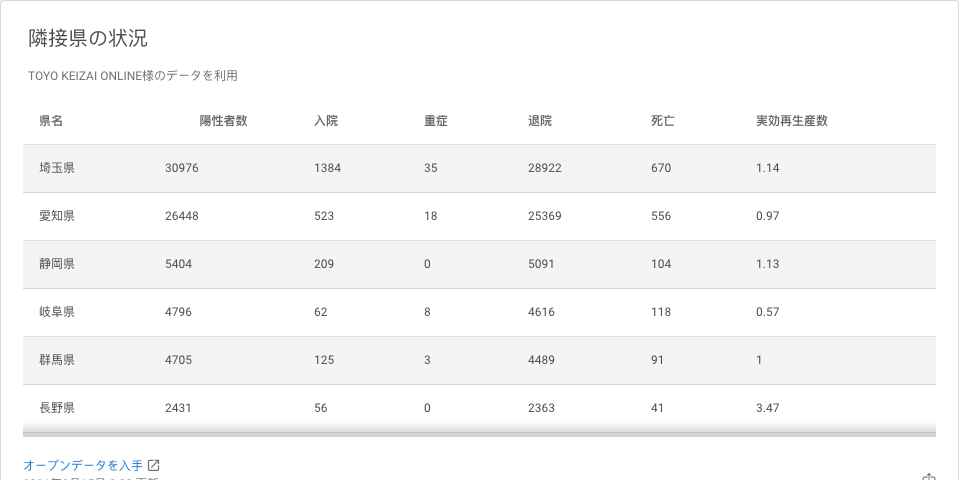 隣接県の状況
TOYO KEIZAI ONLINE様のデータを利用
県名 陽性者数 入院 重症 退院 死亡 実効再生産数
埼玉県 30976 1384 35 28922 670 1.14
愛知県 26448 523 18 25369 556 0.97
静岡県 5404 209 0 5091 104 1.13
岐阜県 4796 62 8 4616 118 0.57
群馬県 4705 125 3 4489 91 1
長野県 2431 56 0 2363 41 3.47
オープンデータを入手